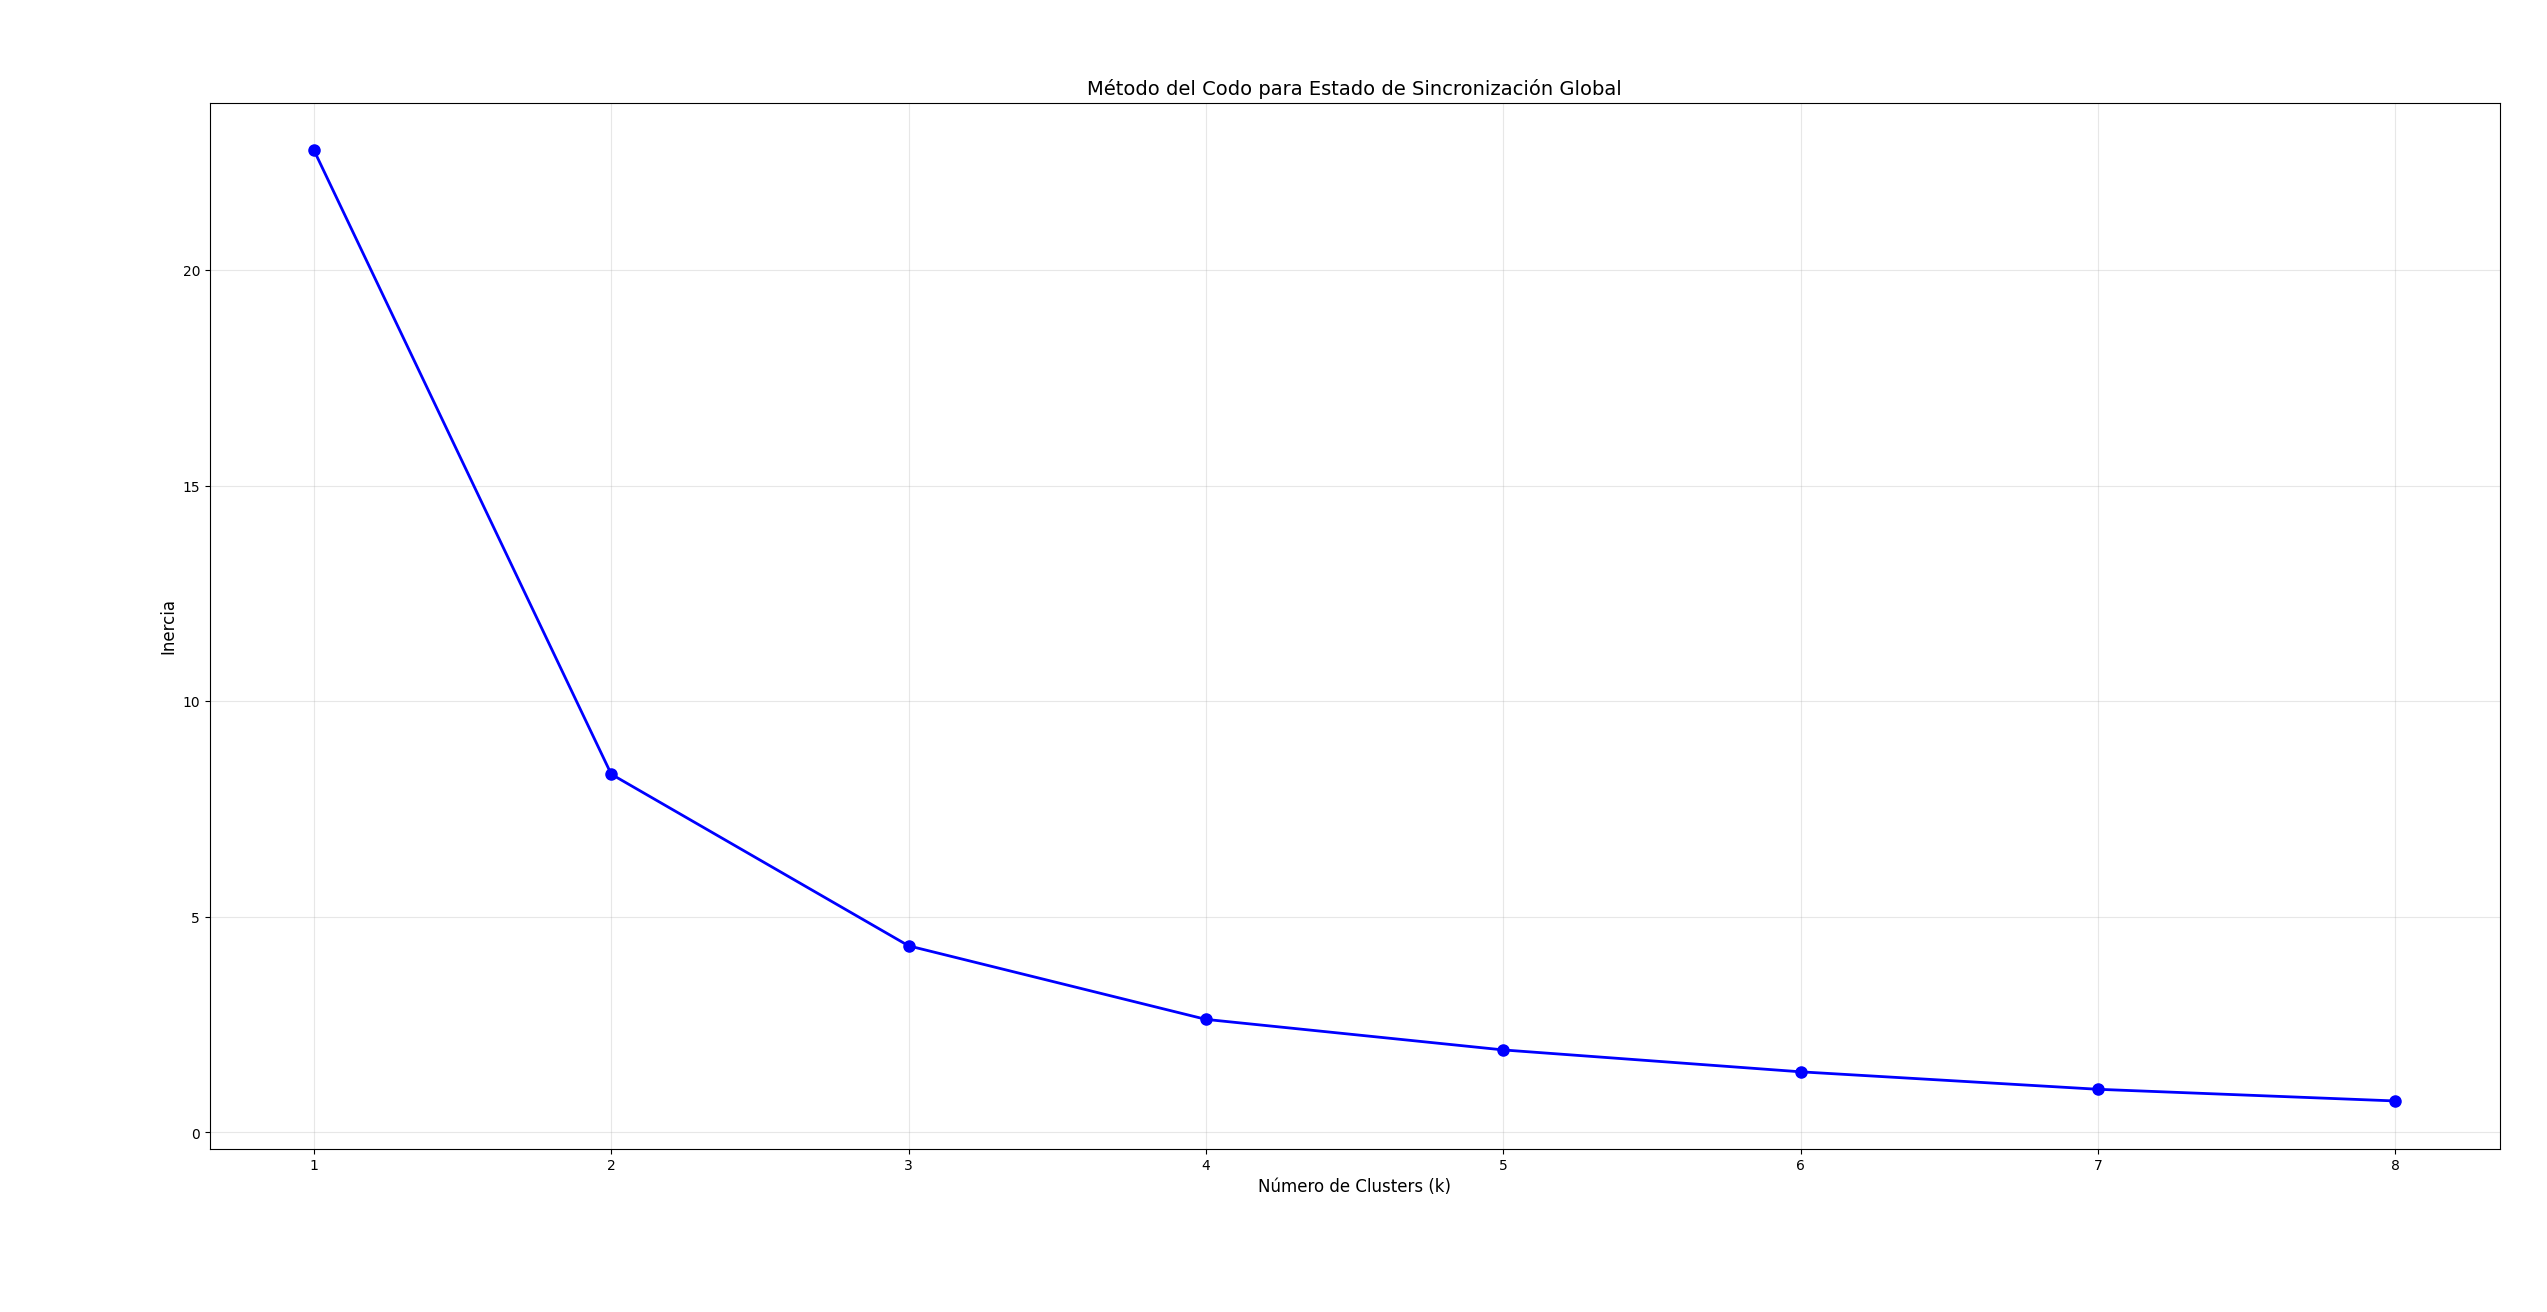 Método del Codo para Estado de Sincronización Global
20
15
10
5
0
Inercia
1 2 3 4 5 6 7 8
Número de Clusters (k)